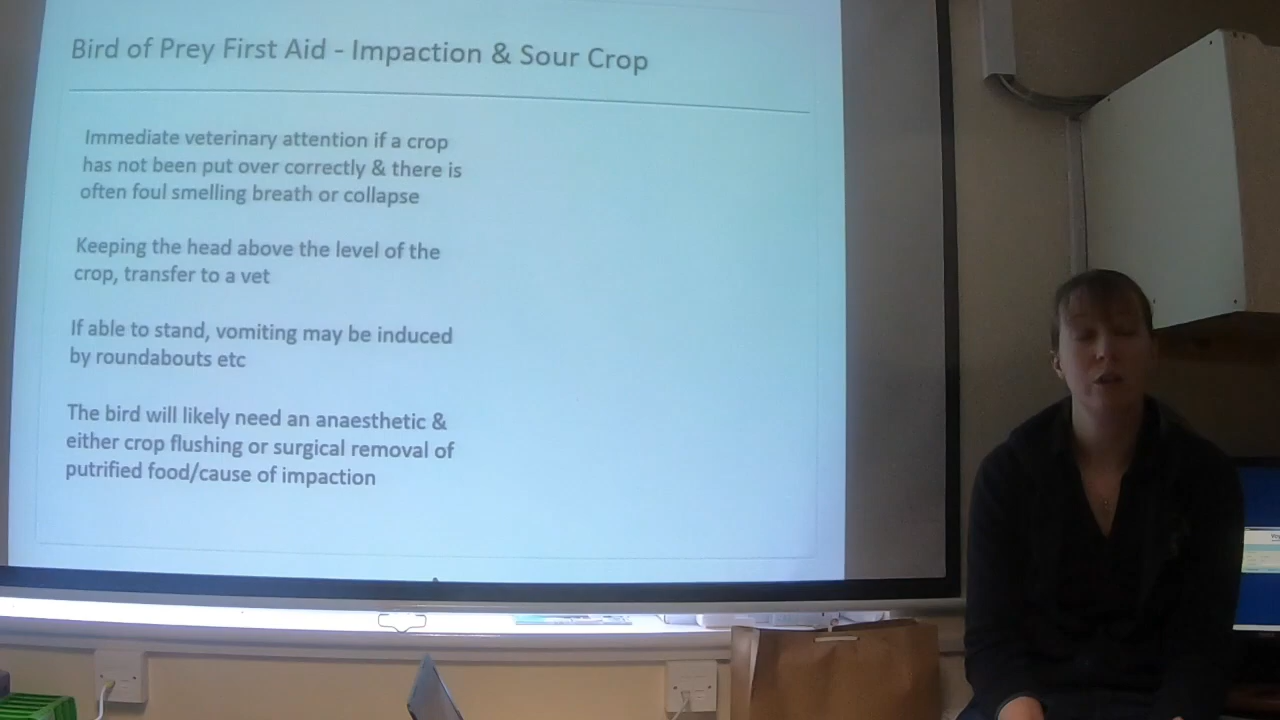 Bird of Prey First Aid - Impaction & Sour Crop
Immediate veterinary attention if a crop
has not been put over correctly & there is
often foul smelling breath or collapse
Keeping the head above the level of the
crop, transfer to a vet
If able to stand, vomiting may be induced
by roundabouts etc
The bird will likely need an anaesthetic &
either crop flushing or surgical removal of
putrified food/cause of impaction